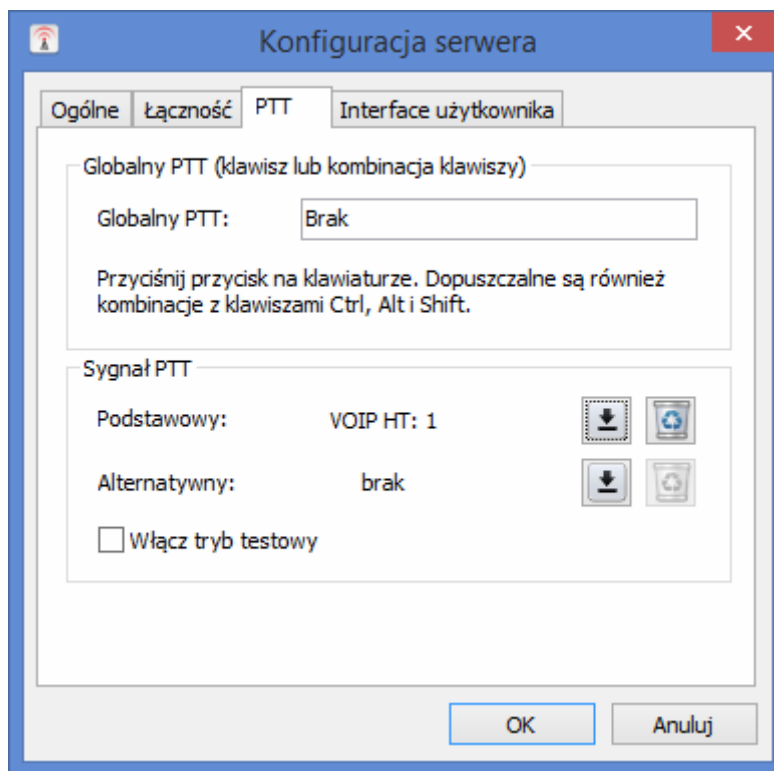 Konfiguracja serwera
Ogólne Łączność PTT Interface użytkownika
Globalny PTT (klawisz lub kombinacja klawiszy)
Globalny PTT: Brak
Przyciśnij przycisk na klawiaturze. Dopuszczalne są również
kombinacje z klawiszami Ctrl, Alt i Shift.
Sygnał PTT
Podstawowy: VOIP HT: 1
Alternatywny: brak
Włącz tryb testowy
OK Anuluj